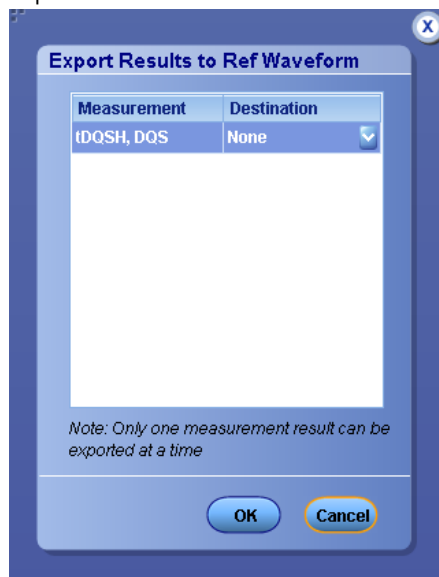 X
Export Results to Ref Waveform
Measurement Destination
tDQSH, DQS None
Note: Only one measurement result can be
exported at a time
OK Cancel